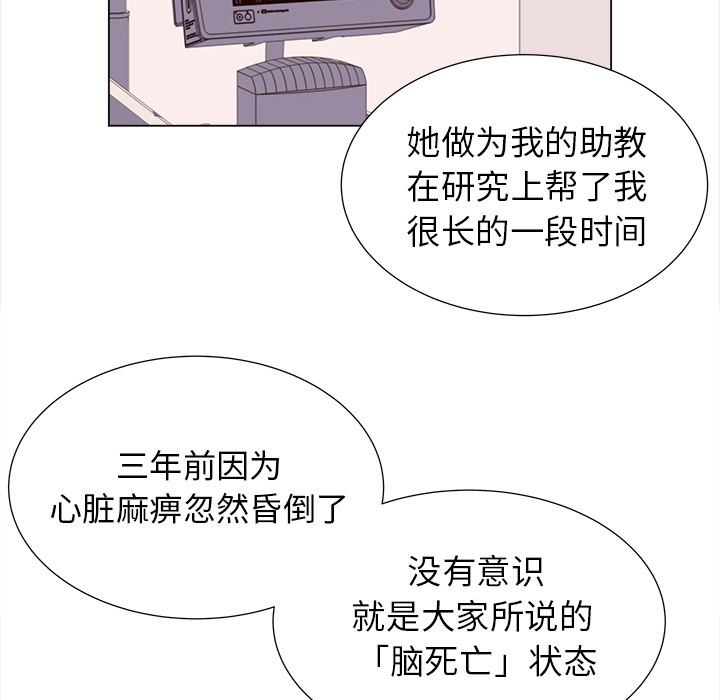 她做为我的助教
在研究上帮了我
很长的一段时间
三年前因为
心脏麻痹忽然昏倒了
没有意识
就是大家所说的
「脑死亡」状态